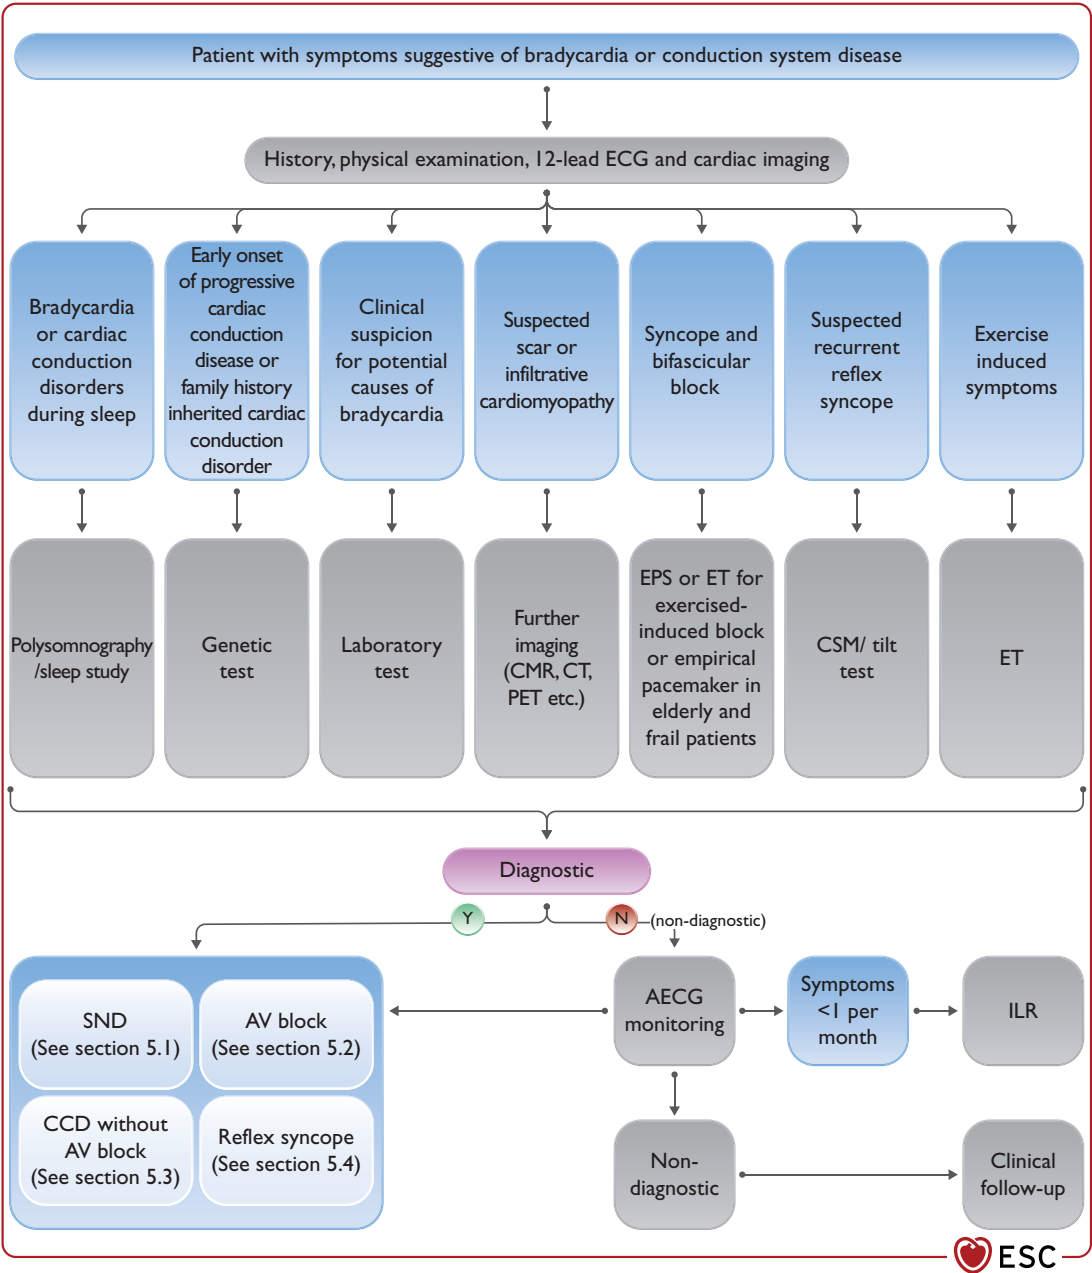 Patient with symptoms suggestive of bradycardia or conduction system disease
History, physical examination, 12-lead ECG and cardiac imaging
Bradycardia
or cardiac
conduction
disorders
during sleep
Early onset
of progressive
cardiac
conduction
disease or
family history
inherited cardiac
conduction
disorder
Clinical
suspicion
for potential
causes of
bradycardia
Suspected
scar or
infiltrative
cardiomyopathy
Syncope and
bifascicular
block
Suspected
recurrent
reflex
syncope
Exercise
induced
symptoms
Polysomnography
/sleep study
Genetic
test
Laboratory
test
Further
imaging
(CMR, CT,
PET etc.)
EPS or ET for
exercised-
induced block
or empirical
pacemaker in
elderly and
frail patients
CSM/ tilt
test
ET
Diagnostic
Y
N
(non-diagnostic)
SND
(See section 5.1)
AV block
(See section 5.2)
CCD without
AV block
(See section 5.3)
Reflex syncope
(See section 5.4)
AECG
monitoring
Symptoms
<1 per
month
ILR
Non-
diagnostic
Clinical
follow-up
ESC